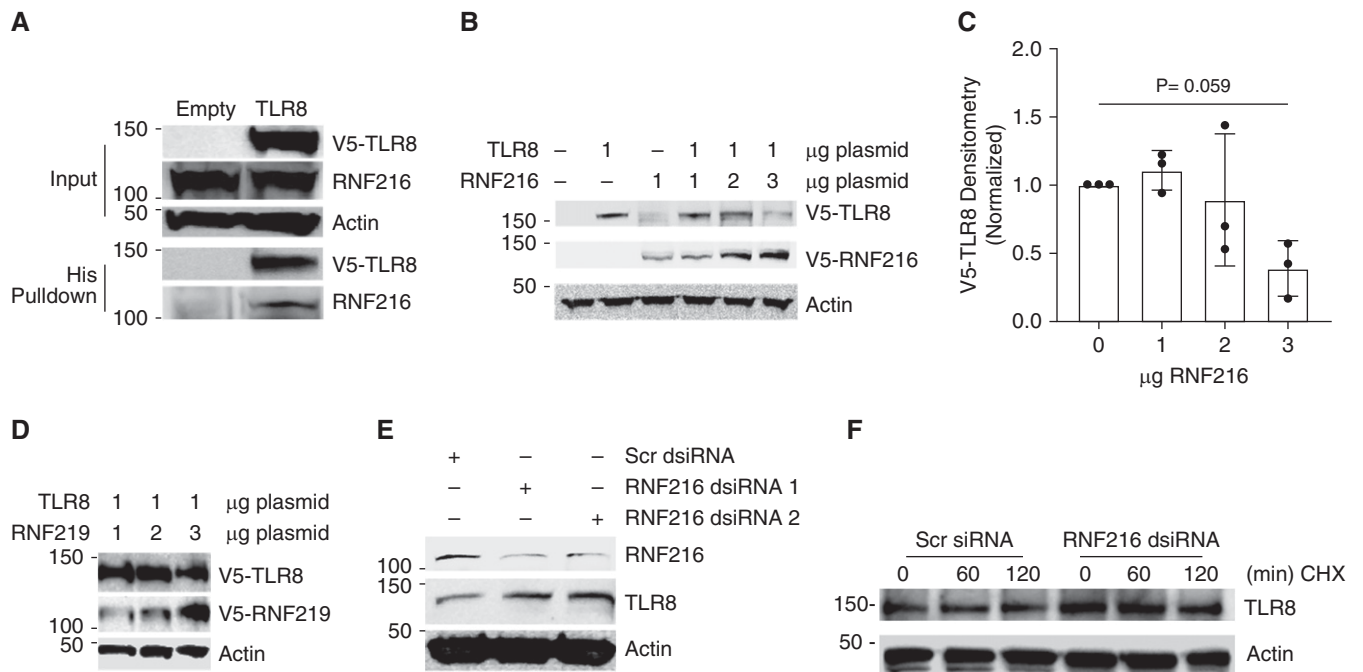 A
Empty TLR8
150 -
V5-TLR8
Input
RNF216
100 -
50 -
Actin
V5-TLR8
150 -
His
Pulldown
RNF216
100 -
B
TLR8 – 1 – 1 1 1 μg plasmid
RNF216 – – 1 1 2 3 μg plasmid
150 -
V5-TLR8
150 -
V5-RNF216
50 -
Actin
C
V5-TLR8 Densitometry
(Normalized)
2.0
1.5
1.0
0.5
0.0
P= 0.059
0 1 2 3
μg RNF216
D
TLR8 1 1 1 μg plasmid
RNF219 1 2 3 μg plasmid
150 -
V5-TLR8
V5-RNF219
100 -
50 -
Actin
E
+ – – Scr dsiRNA
– + – RNF216 dsiRNA 1
– – + RNF216 dsiRNA 2
RNF216
100 -
150 -
TLR8
50 -
Actin
F
Scr siRNA RNF216 dsiRNA
0 60 120 0 60 120 (min) CHX
150-
TLR8
50 -
Actin